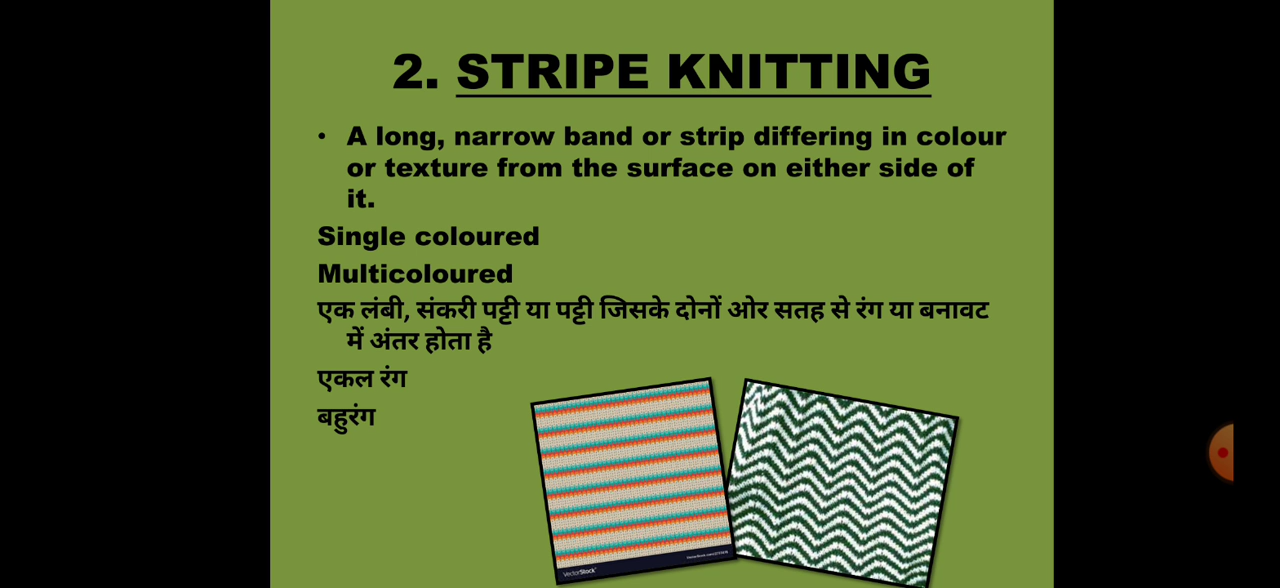 2. STRIPE KNITTING
• A long, narrow band or strip differing in colour
or texture from the surface on either side of
it.
Single coloured
Multicoloured
एक लंबी, संकरी पट्टी या पट्टी जिसके दोनों ओर सतह से रंग या बनावट
में अंतर होता है
एकल रंग
बहुरंग
VectorStock